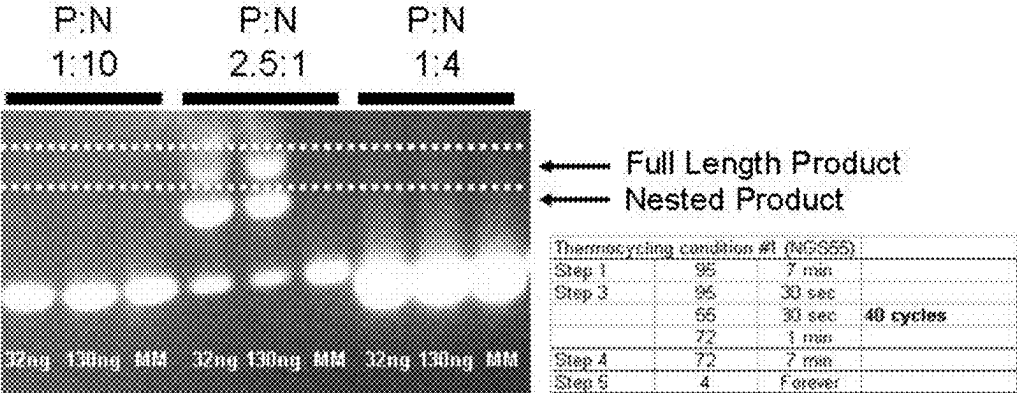 P:N P:N P:N
1:10 2.5:1 1:4
Full Length Product
Nested Product
32ng 130ng MM 32ng 130ng MM 32ng 130ng MM
Thermocycling condition #1 (NGS55)
Step 1 95 7 min
Step 3 95 30 sec
55 30 sec 40 cycles
72 1 min
Step 4 72 7 min
Step 5 4 Forever